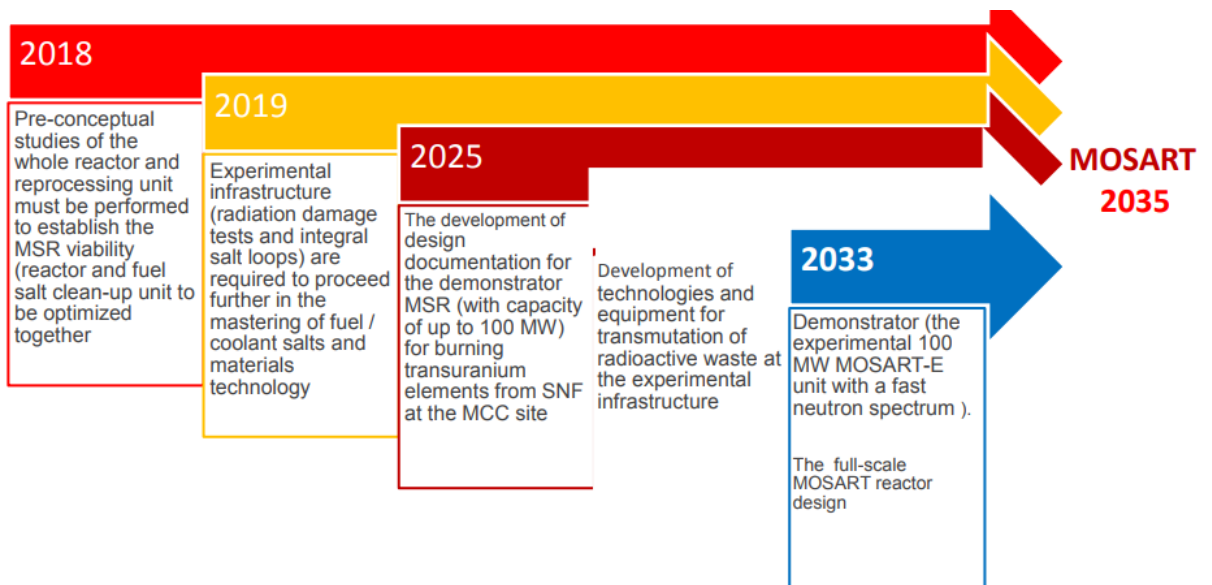 2018
Pre-conceptual
studies of the
whole reactor and
reprocessing unit
must be performed
to establish the
MSR viability
(reactor and fuel
salt clean-up unit to
be optimized
together
2019
Experimental
infrastructure
(radiation damage
tests and integral
salt loops) are
required to proceed
further in the
mastering of fuel /
coolant salts and
materials
technology
2025
The development of
design
documentation for
the demonstrator
MSR (with capacity
of up to 100 MW)
for burning
transuranium
elements from SNF
at the MCC site
Development of
technologies and
equipment for
transmutation of
radioactive waste at
the experimental
infrastructure
2033
Demonstrator (the
experimental 100
MW MOSART-E
unit with a fast
neutron spectrum ).
The full-scale
MOSART reactor
design
MOSART
2035